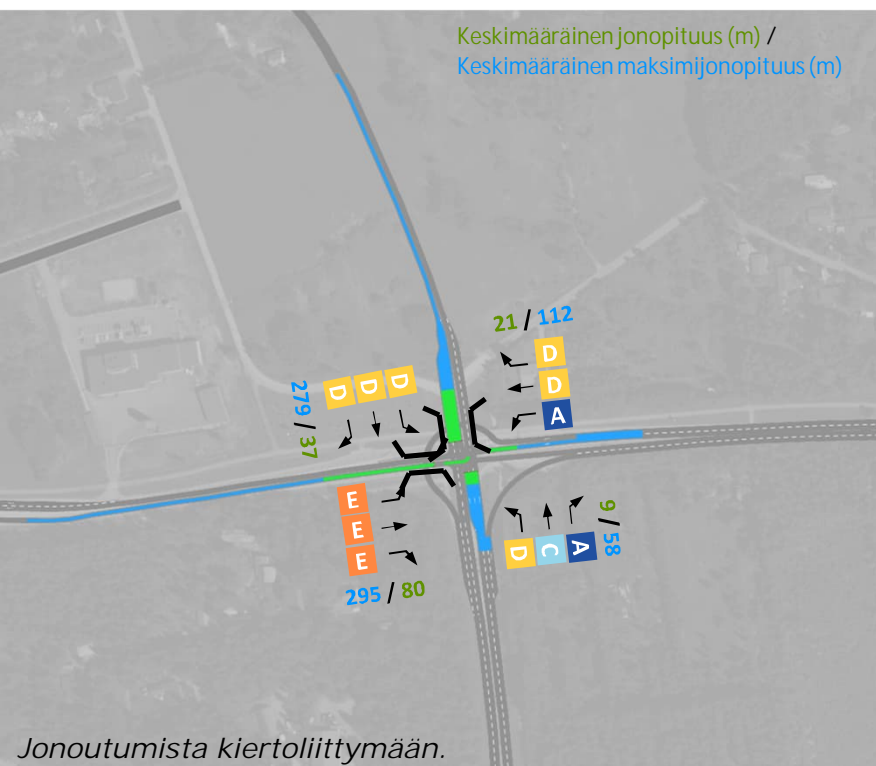 Keskimääräinen jonopituus (m) /
Keskimääräinen maksimijonopituus (m)
21 / 112
D
D
A
D D D
279 / 37
E
E
E
295 / 80
D C A
9 / 58
Jonoutumista kiertoliittymään.